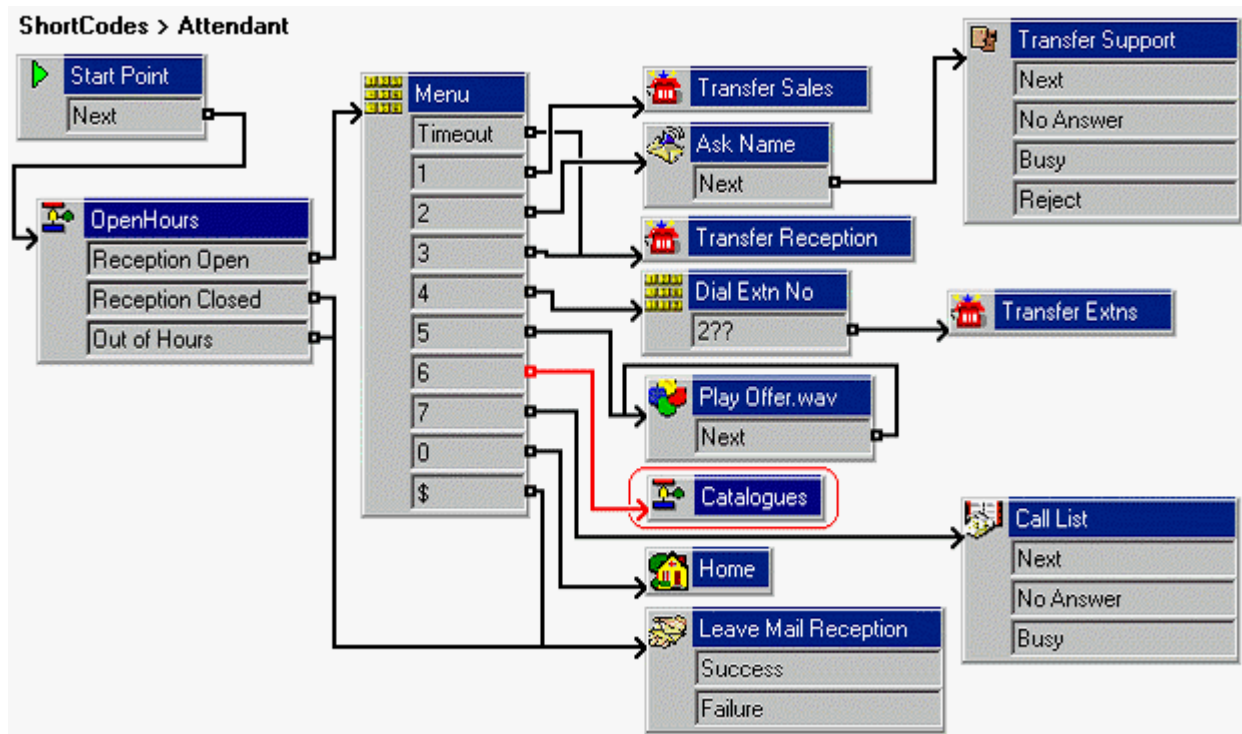 ShortCodes > Attendant
Start Point
Next
OpenHours
Reception Open
Reception Closed
Out of Hours
Menu
Timeout
1
2
3
4
5
6
7
0
$
Transfer Sales
Ask Name
Next
Transfer Reception
Dial Extn No
2??
Play Offer.wav
Next
Catalogues
Home
Leave Mail Reception
Success
Failure
Transfer Support
Next
No Answer
Busy
Reject
Transfer Extns
Call List
Next
No Answer
Busy